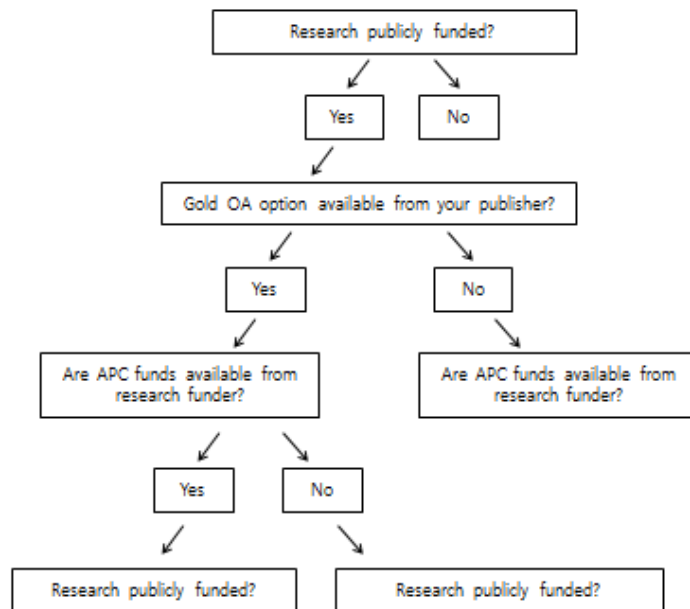 Research publicly funded?
Yes
No
Gold OA option available from your publisher?
Yes
No
Are APC funds available from
research funder?
Are APC funds available from
research funder?
Yes
No
Research publicly funded?
Research publicly funded?